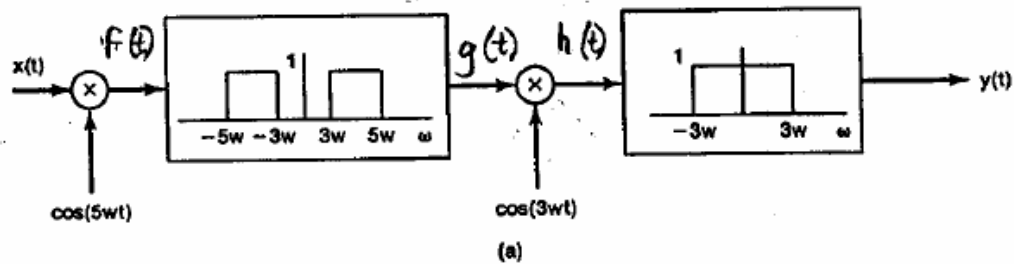 f(t)
g(t)
h(t)
x(t)
×
1
−5w −3w 3w 5w ω
×
1
−3w 3w ω
y(t)
cos(5wt)
cos(3wt)
(a)